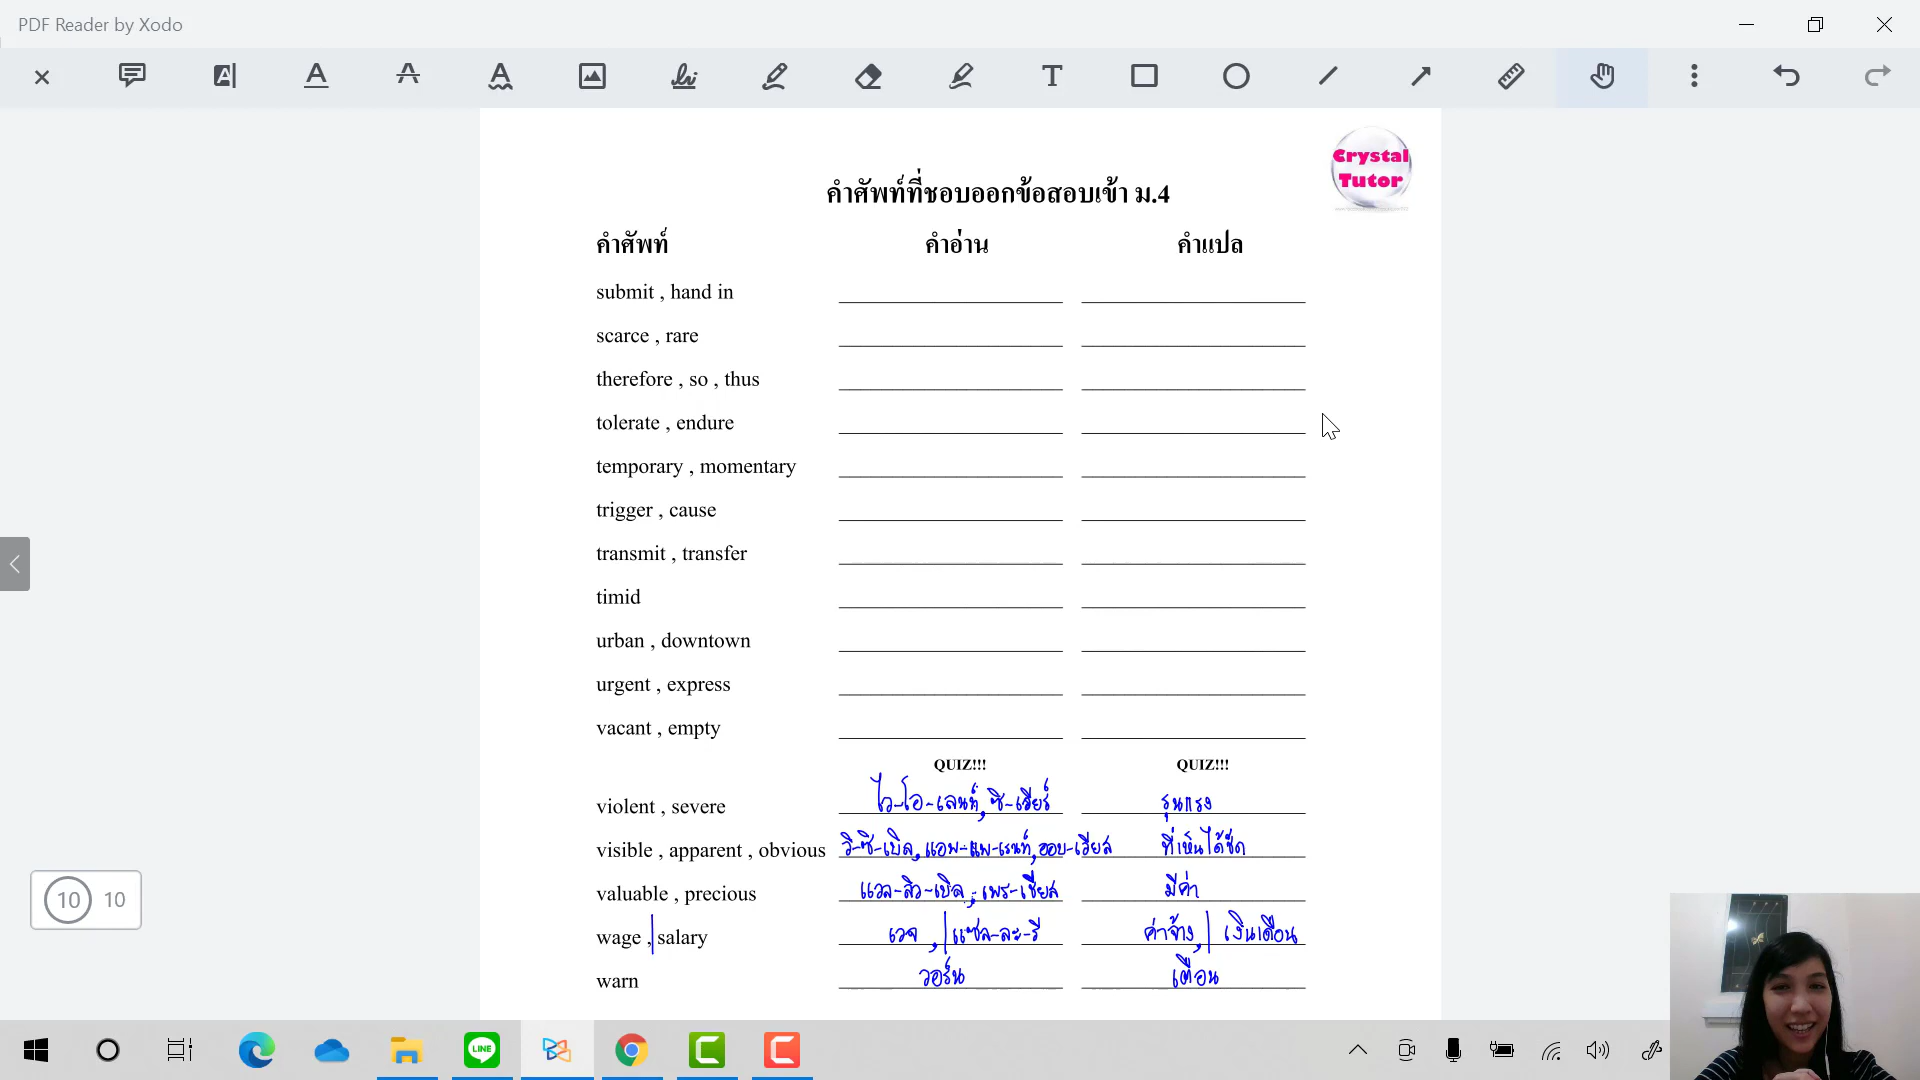 PDF Reader by Xodo
Crystal
Tutor
คำศัพท์ที่ชอบออกข้อสอบเข้า ม.4
คำศัพท์ คำอ่าน คำแปล
submit , hand in
scarce , rare
therefore , so , thus
tolerate , endure
temporary , momentary
trigger , cause
transmit , transfer
timid
urban , downtown
urgent , express
vacant , empty
QUIZ!!! QUIZ!!!
violent , severe ไว-โอ-เลนท์, ซิ-เวียร์ รุนแรง
visible , apparent , obvious วิ-ซิ-เบิล, แอพ-แพ-เรนท์, ออบ-เวียส ที่เห็นได้ชัด
valuable , precious แวล-ลิว-เบิล, เพร-เชียส มีค่า
wage , salary เวจ , แซล-ละ-รี ค่าจ้าง, เงินเดือน
warn วอร์น เตือน
10 10
LINE